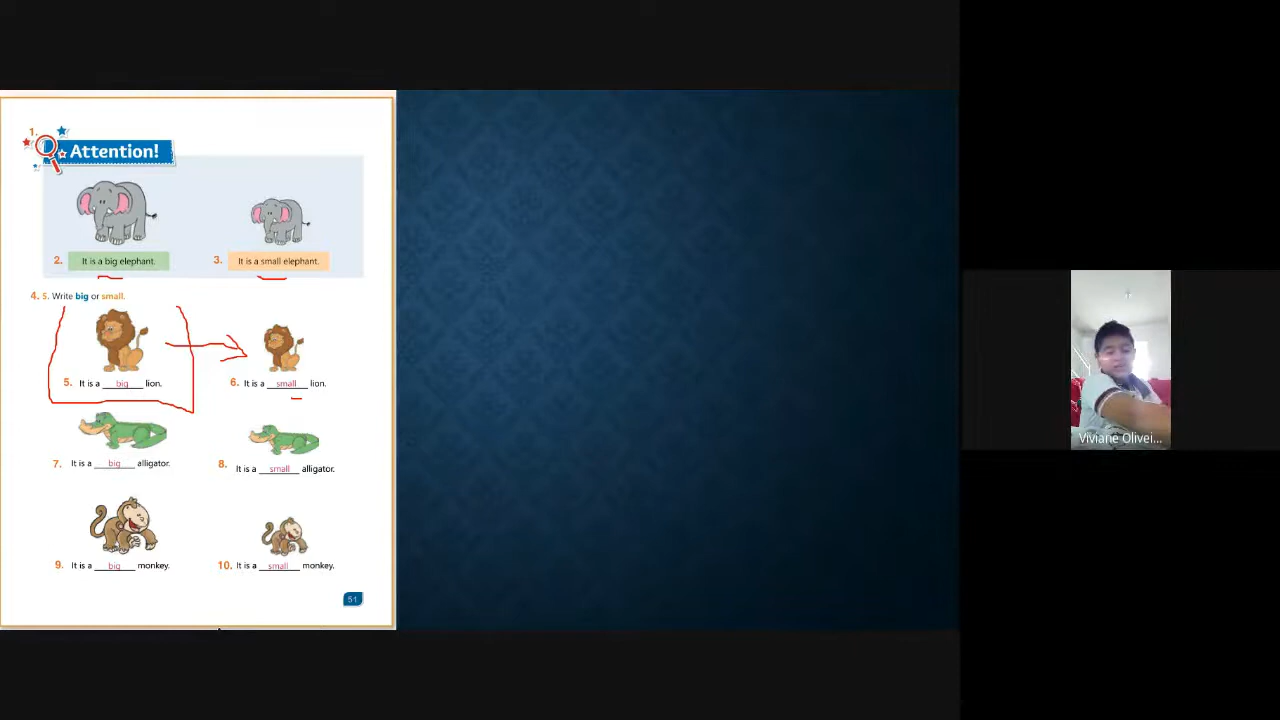 1.
Attention!
2. It is a big elephant.
3. It is a small elephant.
4. 5. Write big or small.
5. It is a big lion.
6. It is a small lion.
7. It is a big alligator.
8. It is a small alligator.
9. It is a big monkey.
10. It is a small monkey.
51
Viviane Olivei...